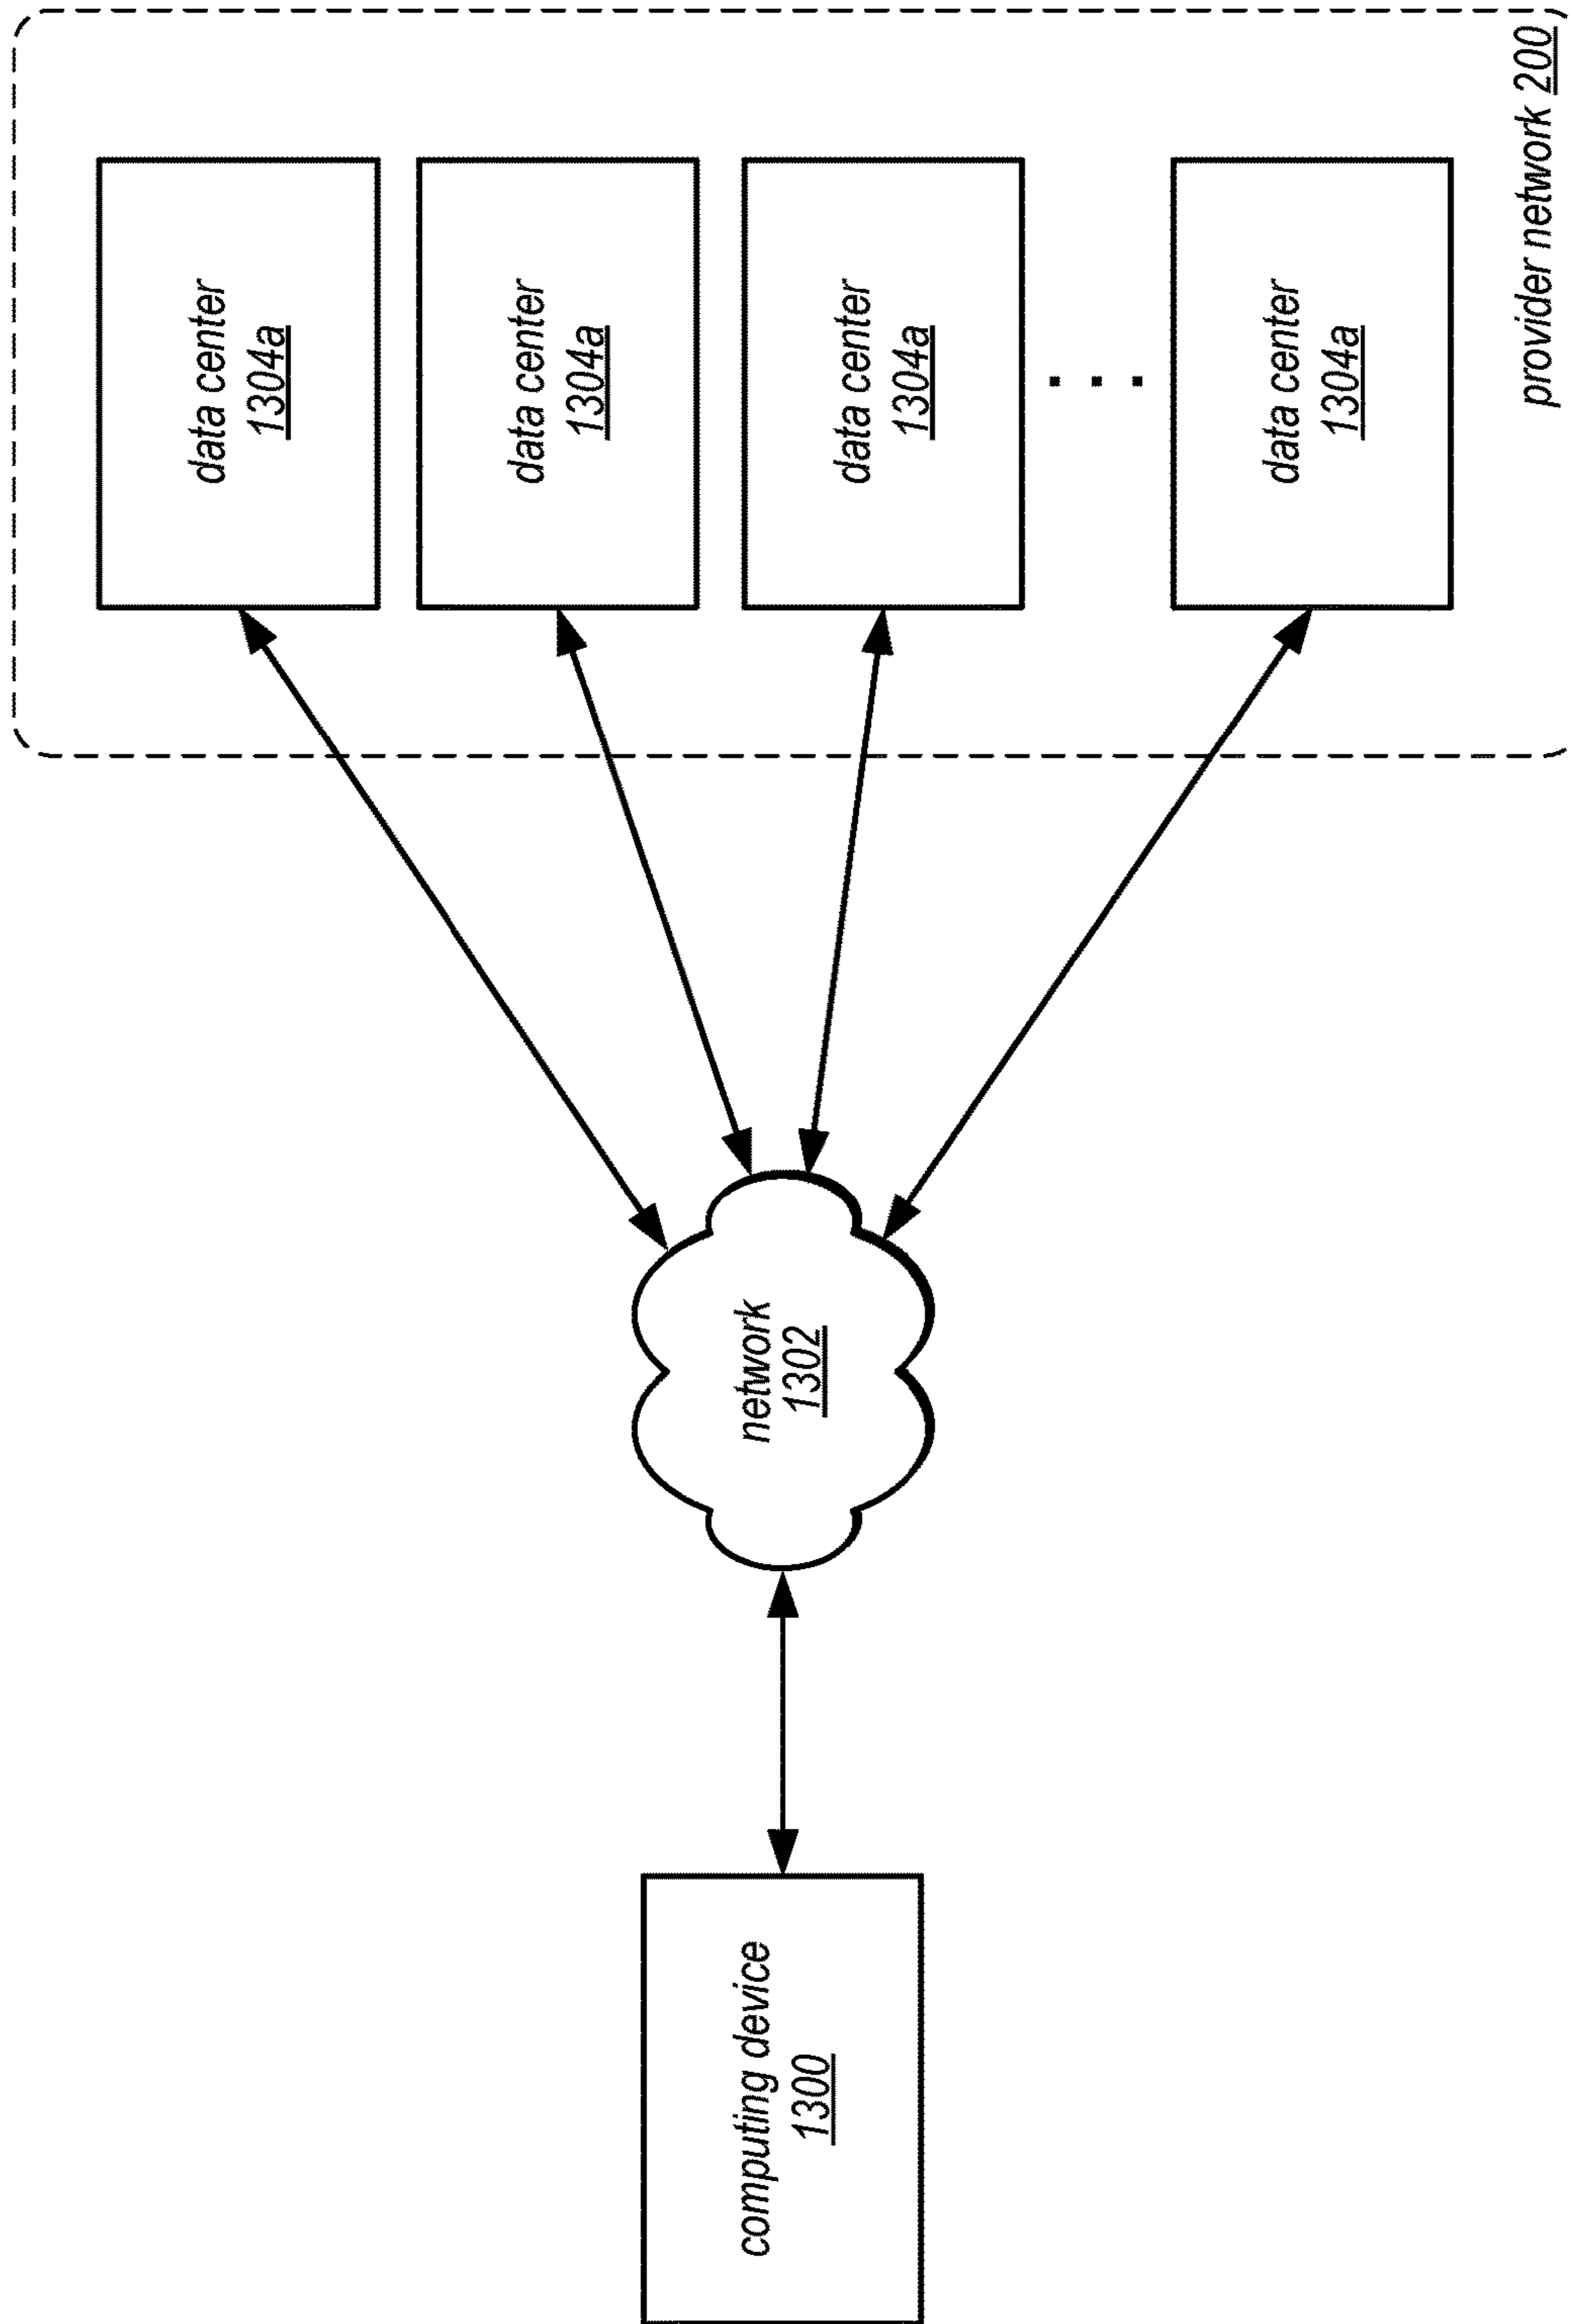 data center
1304a
data center
1304a
data center
1304a
. . .
data center
1304a
provider network 200
network
1302
computing device
1300